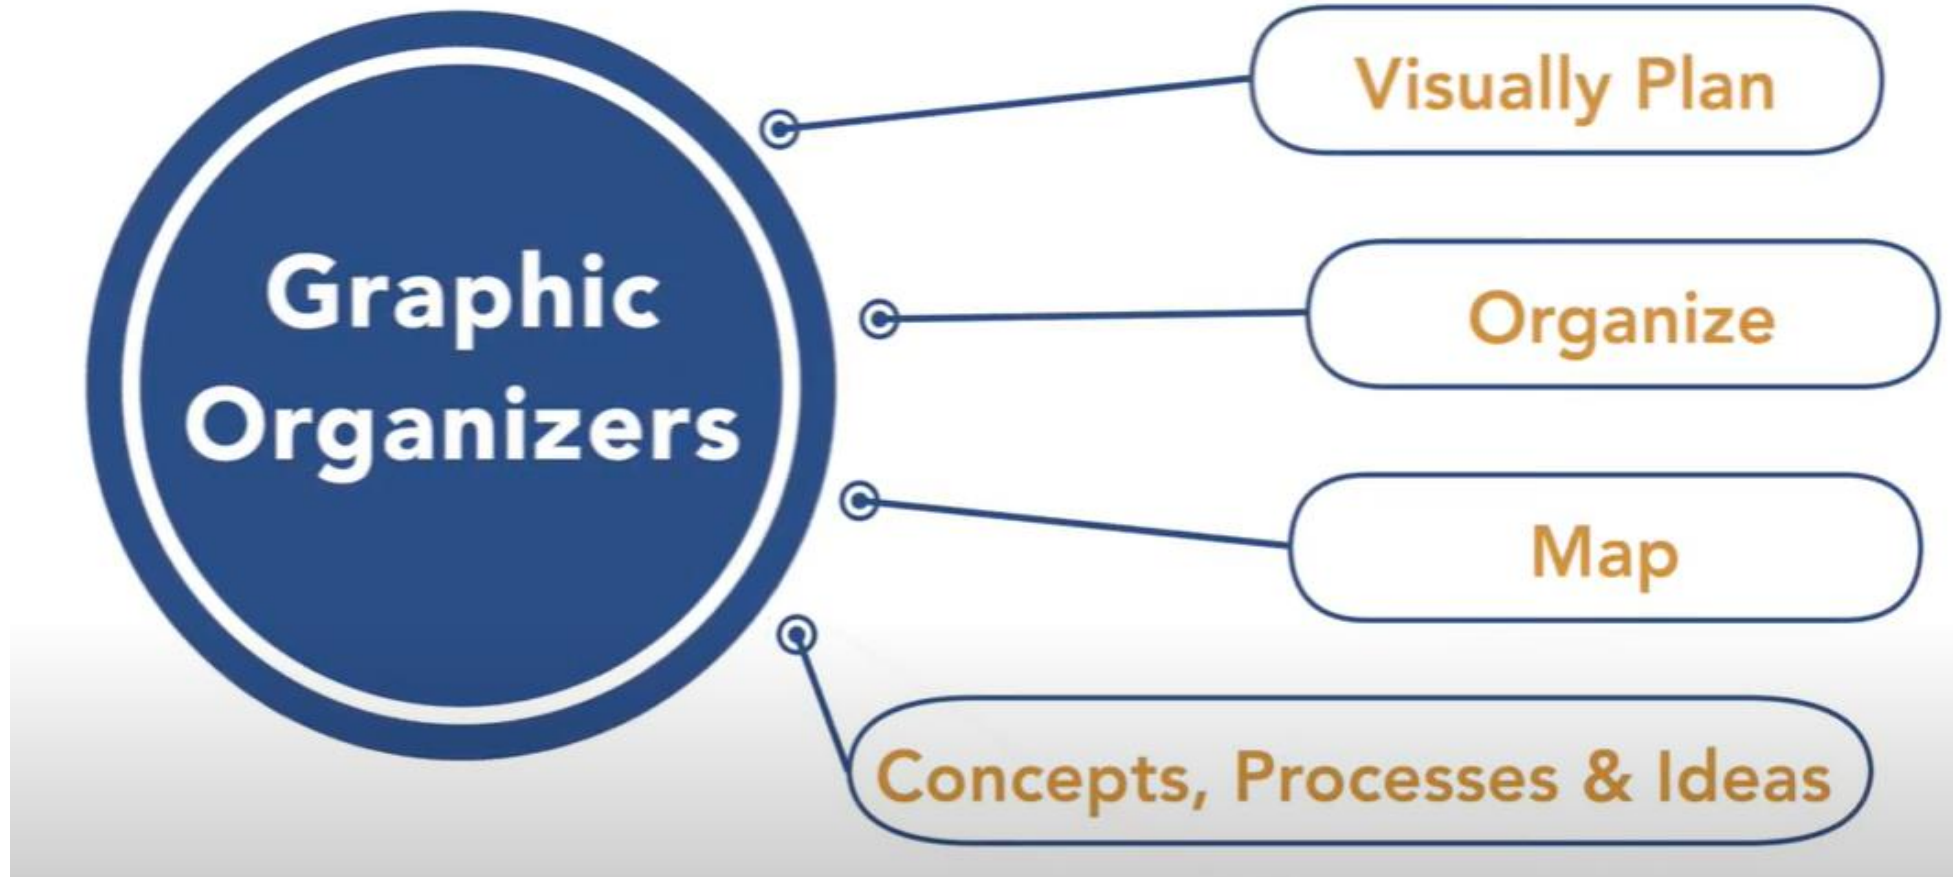 Graphic
Organizers
Visually Plan
Organize
Map
Concepts, Processes & Ideas